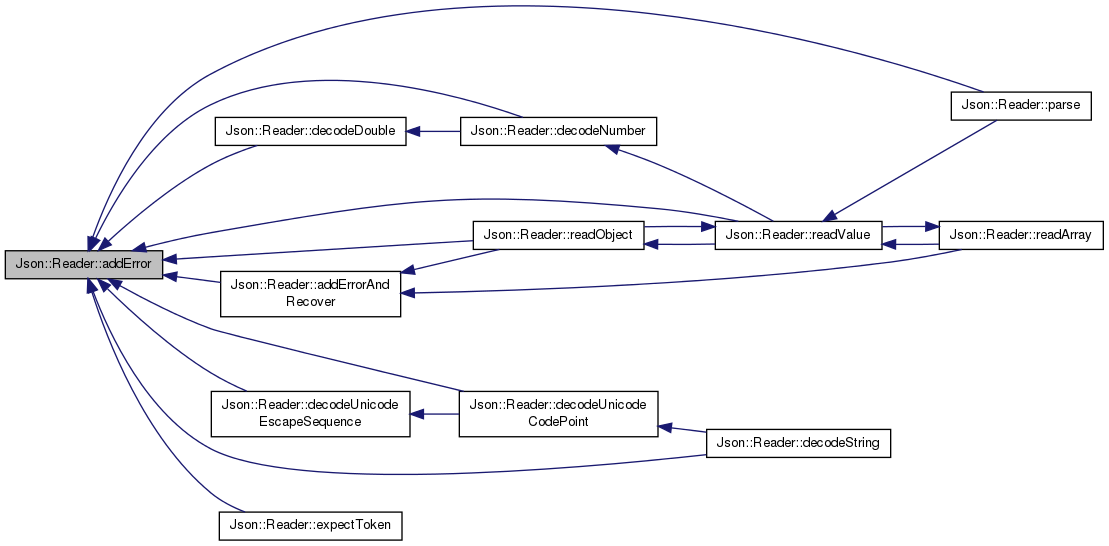 Json::Reader::parse
Json::Reader::decodeDouble
Json::Reader::decodeNumber
Json::Reader::readObject
Json::Reader::readValue
Json::Reader::readArray
Json::Reader::addError
Json::Reader::addErrorAnd
Recover
Json::Reader::decodeUnicode
EscapeSequence
Json::Reader::decodeUnicode
CodePoint
Json::Reader::decodeString
Json::Reader::expectToken